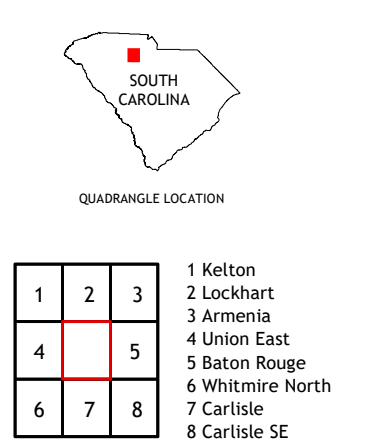 SOUTH
CAROLINA
QUADRANGLE LOCATION
1 2 3
4 5
6 7 8
1 Kelton
2 Lockhart
3 Armenia
4 Union East
5 Baton Rouge
6 Whitmire North
7 Carlisle
8 Carlisle SE